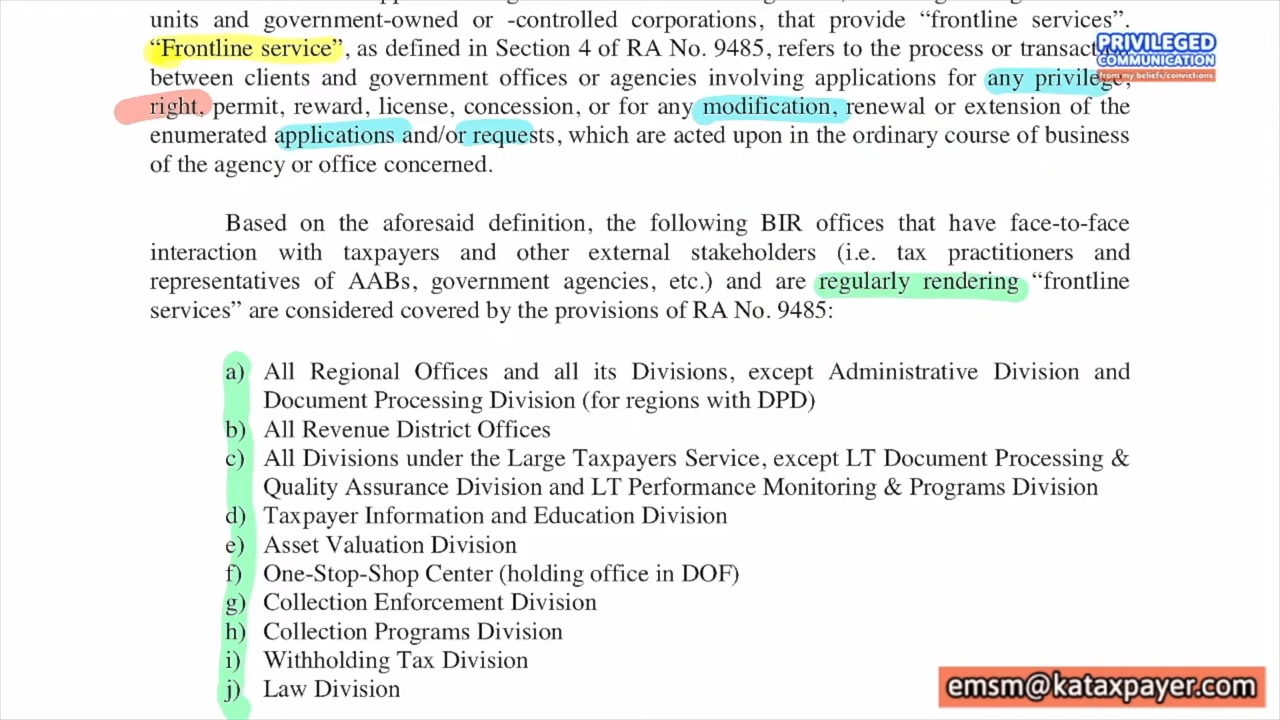 units and government-owned or -controlled corporations, that provide “frontline services”.
“Frontline service”, as defined in Section 4 of RA No. 9485, refers to the process or
between clients and government offices or agencies involving applications for any privilege,
right, permit, reward, license, concession, or for any modification, renewal or extension of the
enumerated applications and/or requests, which are acted upon in the ordinary course of business
of the agency or office concerned.
Based on the aforesaid definition, the following BIR offices that have face-to-face
interaction with taxpayers and other external stakeholders (i.e. tax practitioners and
representatives of AABs, government agencies, etc.) and are regularly rendering “frontline
services” are considered covered by the provisions of RA No. 9485:
a) All Regional Offices and all its Divisions, except Administrative Division and
Document Processing Division (for regions with DPD)
b) All Revenue District Offices
c) All Divisions under the Large Taxpayers Service, except LT Document Processing &
Quality Assurance Division and LT Performance Monitoring & Programs Division
d) Taxpayer Information and Education Division
e) Asset Valuation Division
f) One-Stop-Shop Center (holding office in DOF)
g) Collection Enforcement Division
h) Collection Programs Division
i) Withholding Tax Division
j) Law Division
PRIVILEGED
COMMUNICATION
from my beliefs/convictions
emsm@kataxpayer.com